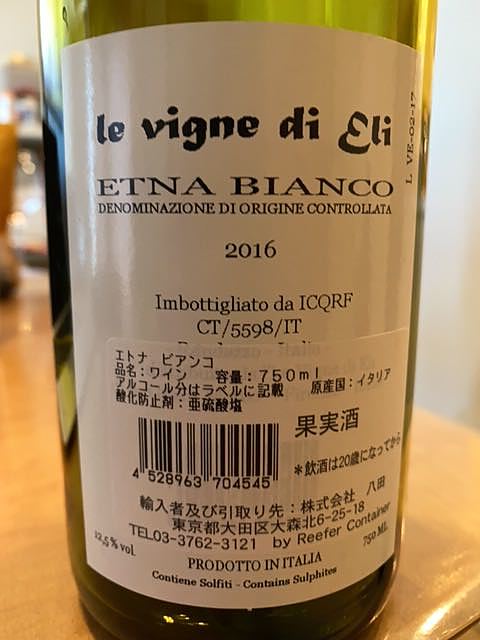 le vigne di Eli
ETNA BIANCO
DENOMINAZIONE DI ORIGINE CONTROLLATA
2016
L VE-02-17
Imbottigliato da ICQRF
CT/5598/IT
エトナ ビアンコ
品名：ワイン 容量：750ml
アルコール分はラベルに記載 原産国：イタリア
酸化防止剤：亜硫酸塩
果実酒
4 528963 704545
*飲酒は20歳になってから
輸入者及び引取り先：株式会社 八田
東京都大田区大森北6-25-18
TEL03-3762-3121 by Reefer Container
12,5% vol.
750 ML
PRODOTTO IN ITALIA
Contiene Solfiti - Contains Sulphites